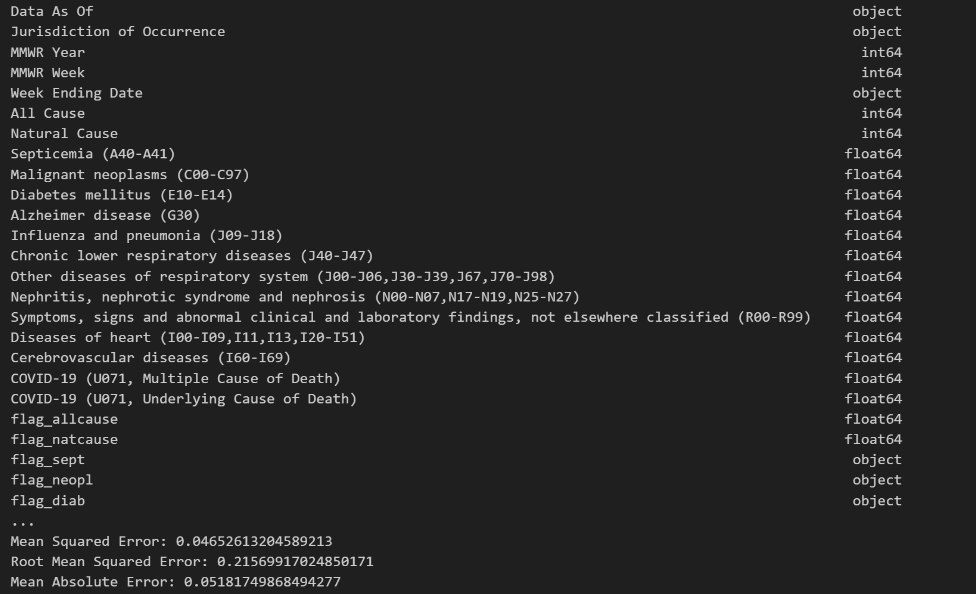 Data As Of object
Jurisdiction of Occurrence object
MMWR Year int64
MMWR Week int64
Week Ending Date object
All Cause int64
Natural Cause int64
Septicemia (A40-A41) float64
Malignant neoplasms (C00-C97) float64
Diabetes mellitus (E10-E14) float64
Alzheimer disease (G30) float64
Influenza and pneumonia (J09-J18) float64
Chronic lower respiratory diseases (J40-J47) float64
Other diseases of respiratory system (J00-J06,J30-J39,J67,J70-J98) float64
Nephritis, nephrotic syndrome and nephrosis (N00-N07,N17-N19,N25-N27) float64
Symptoms, signs and abnormal clinical and laboratory findings, not elsewhere classified (R00-R99) float64
Diseases of heart (I00-I09,I11,I13,I20-I51) float64
Cerebrovascular diseases (I60-I69) float64
COVID-19 (U071, Multiple Cause of Death) float64
COVID-19 (U071, Underlying Cause of Death) float64
flag_allcause float64
flag_natcause float64
flag_sept object
flag_neopl object
flag_diab object
...
Mean Squared Error: 0.04652613204589213
Root Mean Squared Error: 0.21569917024850171
Mean Absolute Error: 0.05181749868494277